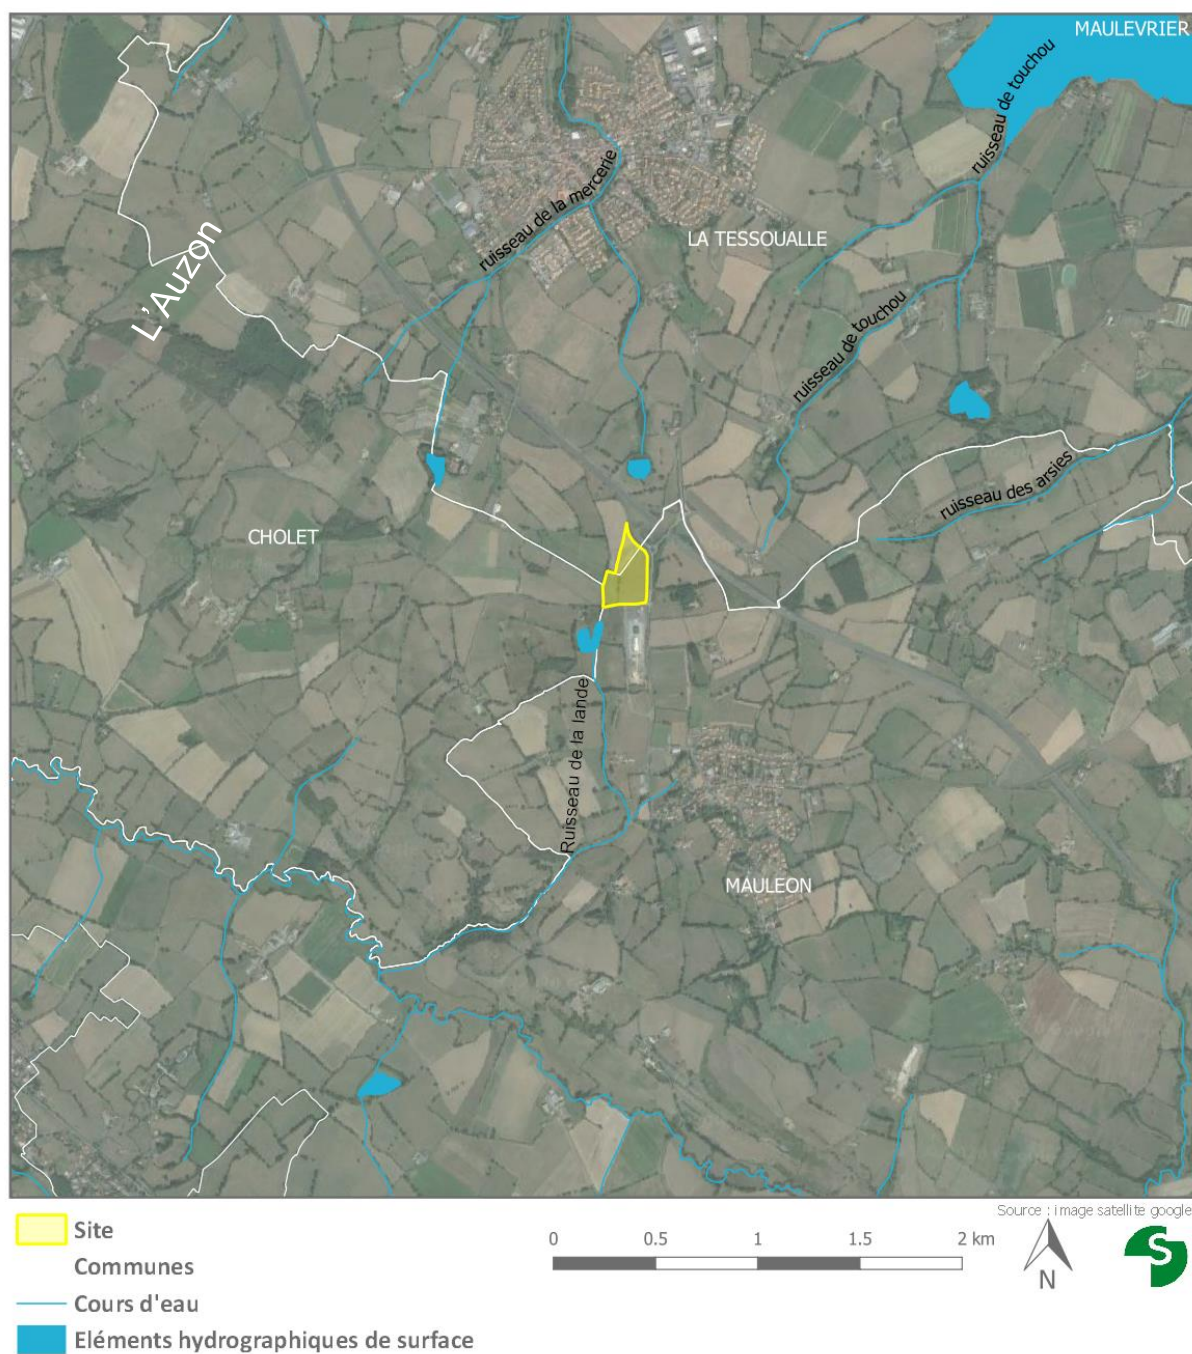 MAULEVRIER
ruisseau de touchou
ruisseau de la mercerie
LA TESSOUALLE
L'Auzon
ruisseau de touchou
ruisseau des arsies
CHOLET
Ruisseau de la lande
MAULEON
Source : image satellite google
Site
Communes
Cours d'eau
Eléments hydrographiques de surface
0 0.5 1 1.5 2 km
N
S